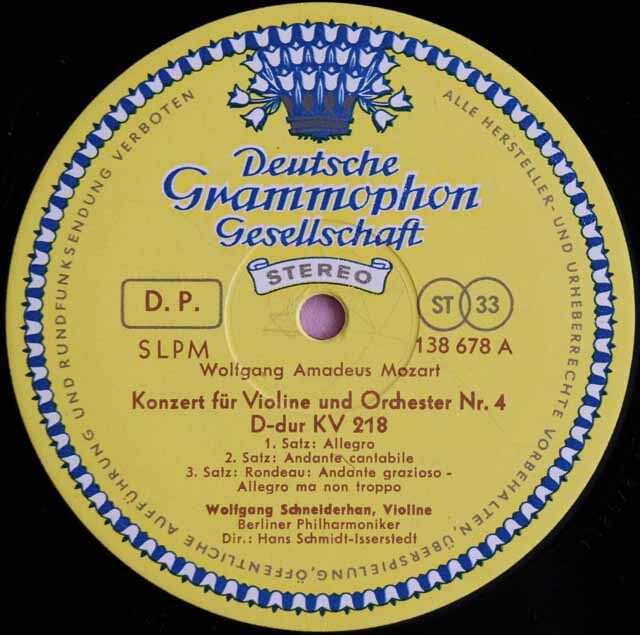 Deutsche
Grammophon
Gesellschaft
STEREO
D. P.
ST 33
SLPM
138 678 A
Wolfgang Amadeus Mozart
Konzert für Violine und Orchester Nr. 4
D-dur KV 218
1. Satz: Allegro
2. Satz: Andante cantabile
3. Satz: Rondeau: Andante grazioso -
Allegro ma non troppo
Wolfgang Schneiderhan, Violine
Berliner Philharmoniker
Dir.: Hans Schmidt-Isserstedt
ALLE HERSTELLER- UND URHEBERRECHTE VORBEHALTEN, ÜBERSPIELUNG, ÖFFENTLICHE AUFFÜHRUNG UND RUNDFUNKSENDUNG VERBOTEN